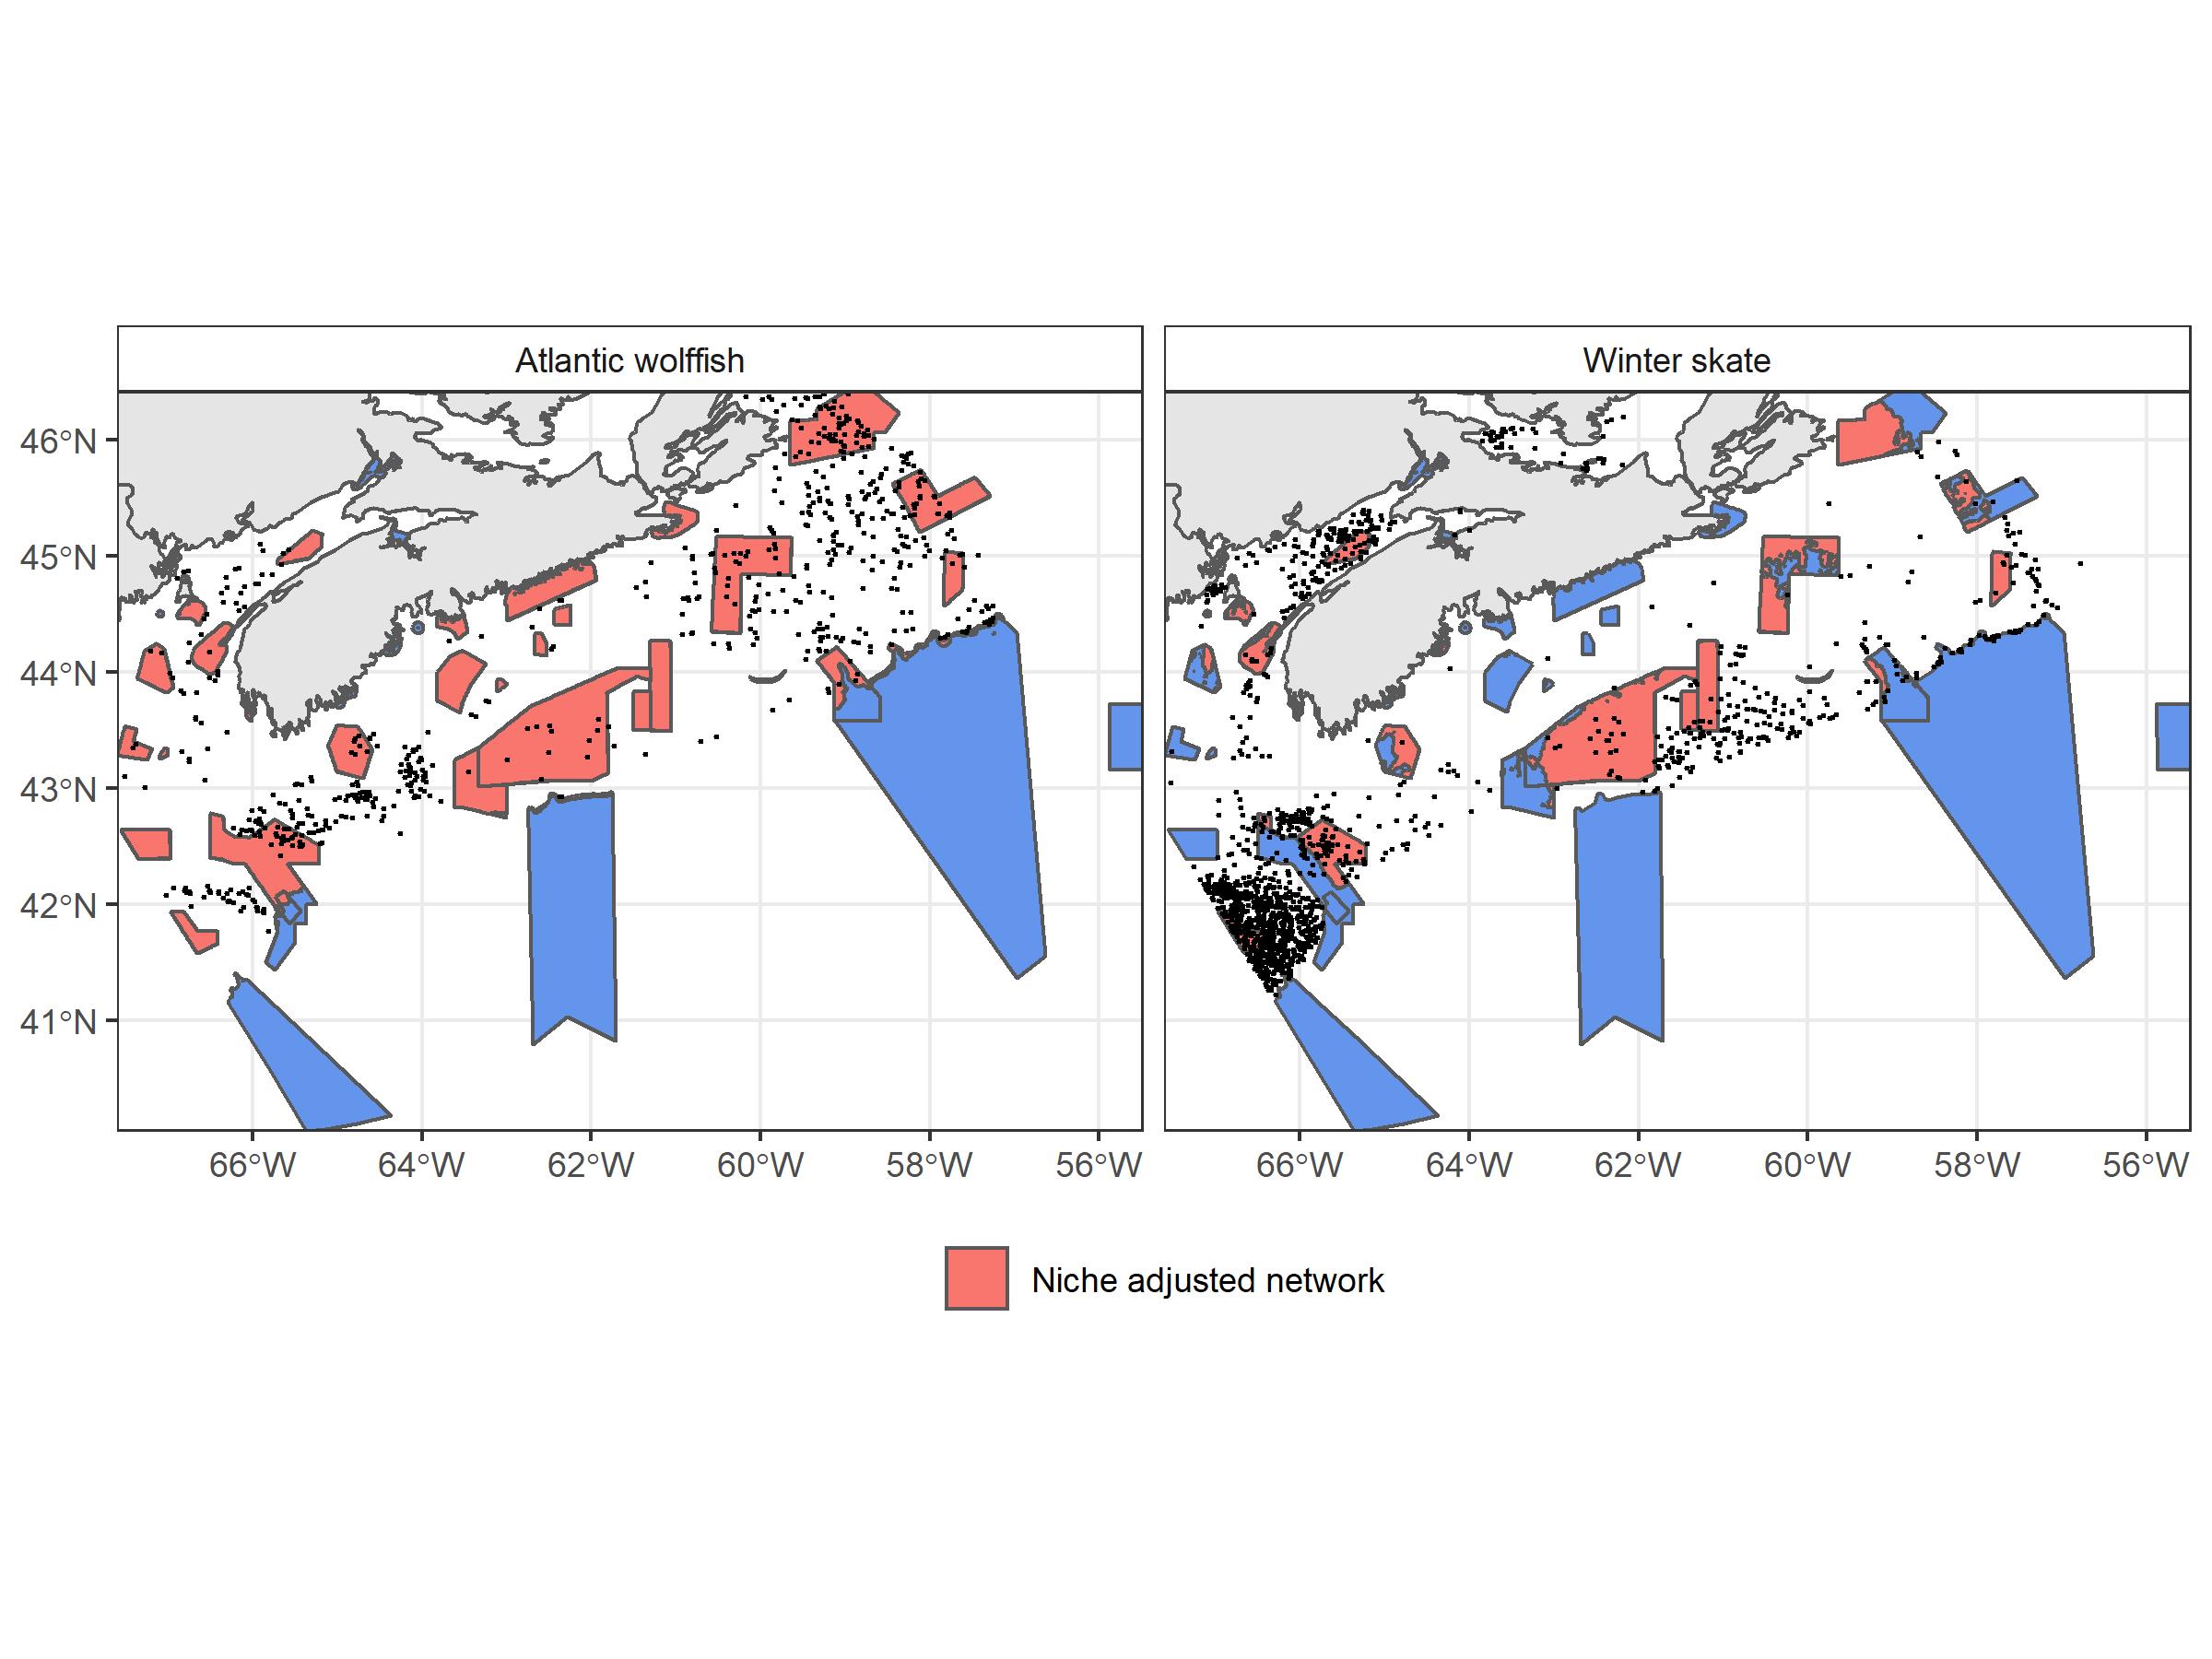 Atlantic wolffish
Winter skate
46°N
45°N
44°N
43°N
42°N
41°N
66°W 64°W 62°W 60°W 58°W 56°W
66°W 64°W 62°W 60°W 58°W 56°W
Niche adjusted network